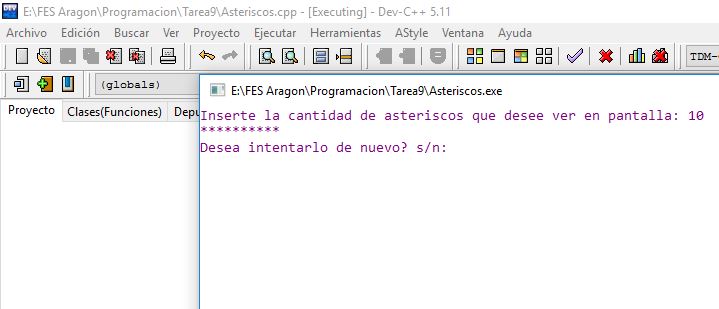 E:\FES Aragon\Programacion\Tarea9\Asteriscos.cpp - [Executing] - Dev-C++ 5.11
Archivo Edición Buscar Ver Proyecto Ejecutar Herramientas AStyle Ventana Ayuda
TDM-
(globals)
E:\FES Aragon\Programacion\Tarea9\Asteriscos.exe
Proyecto Clases(Funciones) Depu
Inserte la cantidad de asteriscos que desee ver en pantalla: 10
**********
Desea intentarlo de nuevo? s/n: